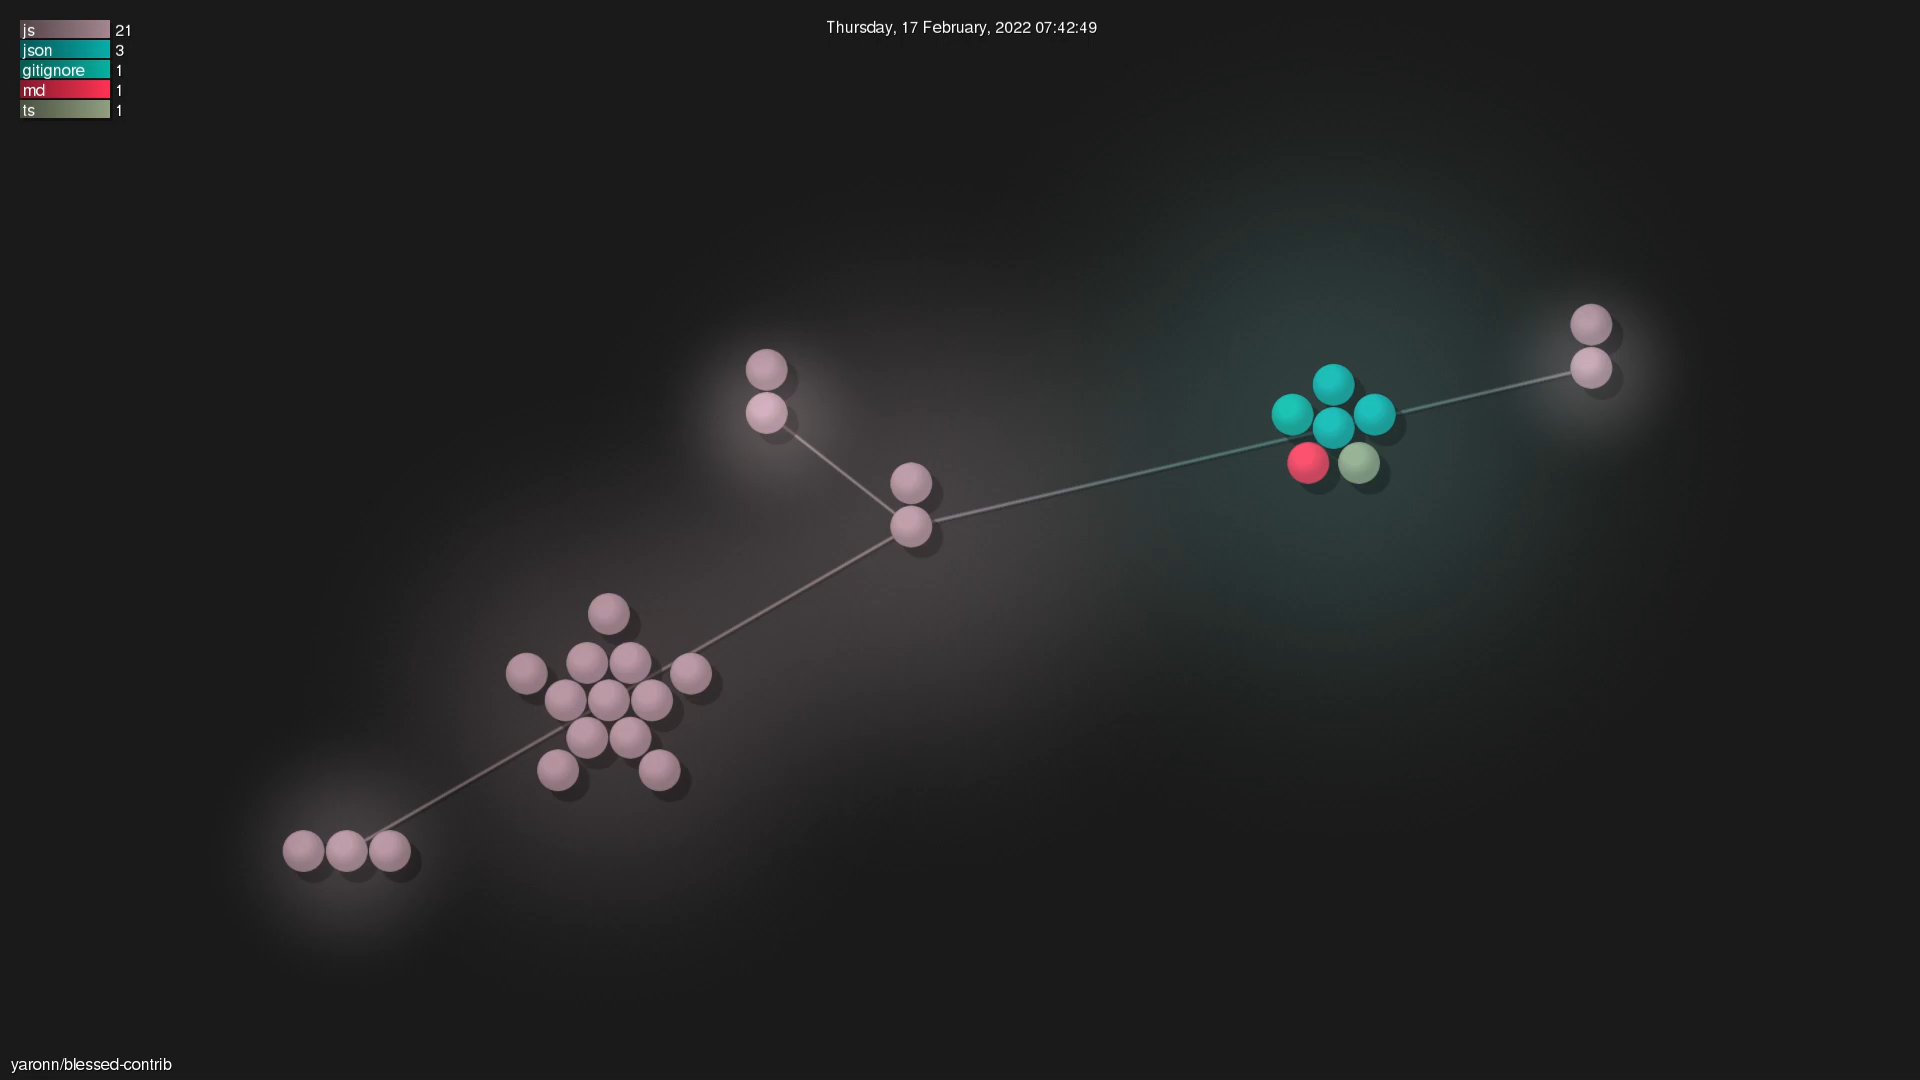 Thursday, 17 February, 2022 07:42:49
js 21
json 3
gitignore 1
md 1
ts 1
yaronn/blessed-contrib